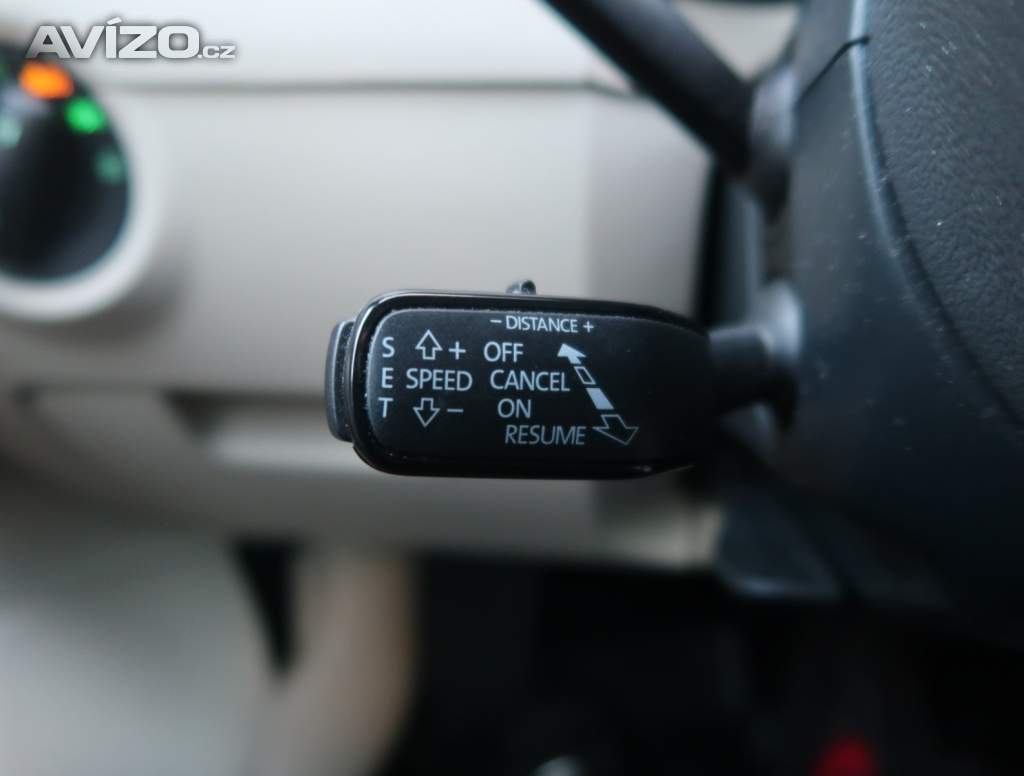 AVÍZO.cz
− DISTANCE +
S + OFF
E SPEED CANCEL
T − ON
RESUME